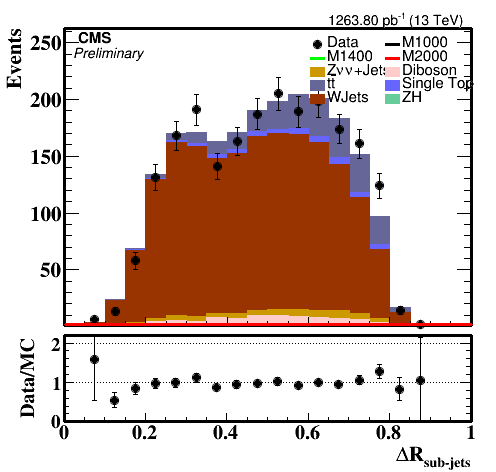 1263.80 pb⁻¹ (13 TeV)
CMS
Preliminary
Data
M1000
M1400
M2000
Zνν+Jets
Diboson
tt
Single Top
WJets
ZH
Events
250
200
150
100
50
Data/MC
2
1
0
0 0.2 0.4 0.6 0.8 1
ΔR sub-jets